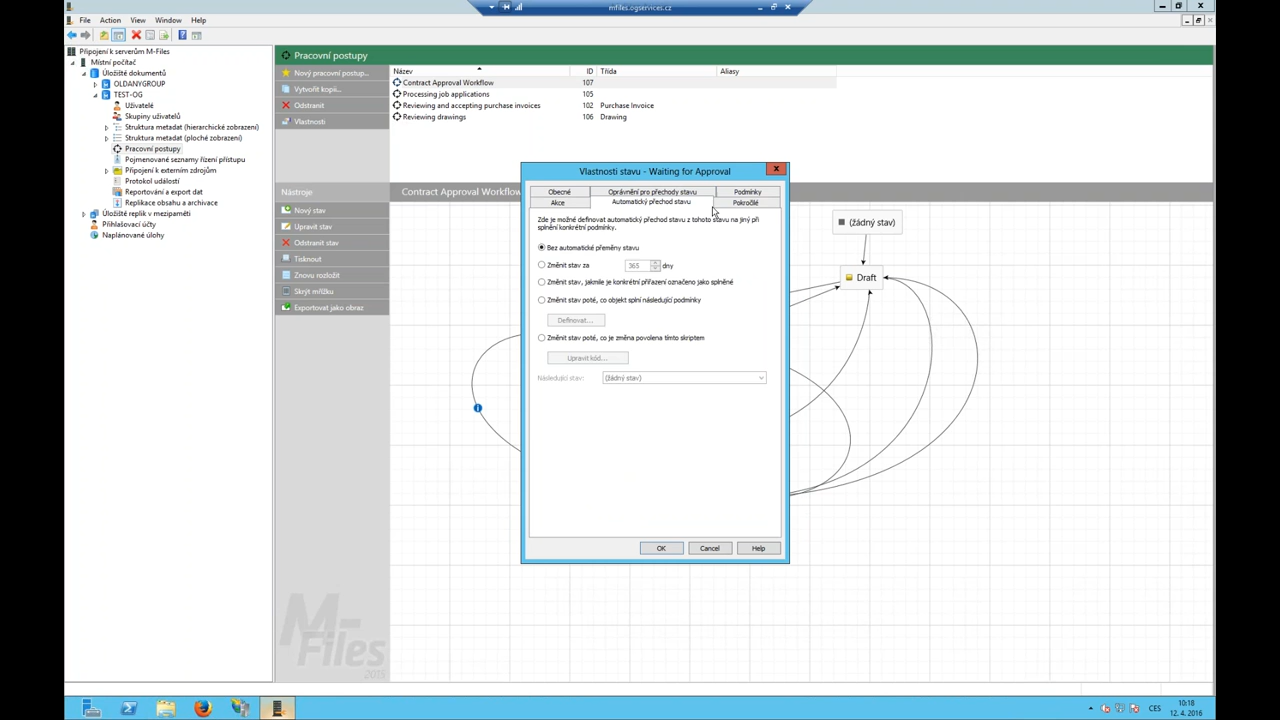 mfiles.ogservices.cz
File Action View Window Help
Připojení k serverům M-Files
Místní počítač
Úložiště dokumentů
OLDANYGROUP
TEST-OG
Uživatelé
Skupiny uživatelů
Struktura metadat (hierarchické zobrazení)
Struktura metadat (ploché zobrazení)
Pracovní postupy
Pojmenované seznamy řízení přístupu
Připojení k externím zdrojům
Protokol událostí
Reportování a export dat
Replikace obsahu a archivace
Úložiště replik v mezipaměti
Přihlašovací účty
Naplánované úlohy
Pracovní postupy
Nový pracovní postup...
Vytvořit kopii...
Odstranit
Vlastnosti
Název ID Třída Aliasy
Contract Approval Workflow 107
Processing job applications 105
Reviewing and accepting purchase invoices 102 Purchase Invoice
Reviewing drawings 106 Drawing
Nástroje
Nový stav
Upravit stav
Odstranit stav
Tisknout
Znovu rozložit
Skrýt mřížku
Exportovat jako obraz
Contract Approval Workflow
(žádný stav)
Draft
Vlastnosti stavu - Waiting for Approval
Obecné Oprávnění pro přechody stavu Podmínky
Akce Automatický přechod stavu Pokročilé
Zde je možné definovat automatický přechod stavu z tohoto stavu na jiný při
splnění konkrétní podmínky.
Bez automatické přeměny stavu
Změnit stav za 365 dny
Změnit stav, jakmile je konkrétní přiřazení označeno jako splněné
Změnit stav poté, co objekt splní následující podmínky
Definovat...
Změnit stav poté, co je změna povolena tímto skriptem
Upravit kód...
Následující stav: (žádný stav)
OK Cancel Help
M-Files
2015
CES
10:18
12. 4. 2016